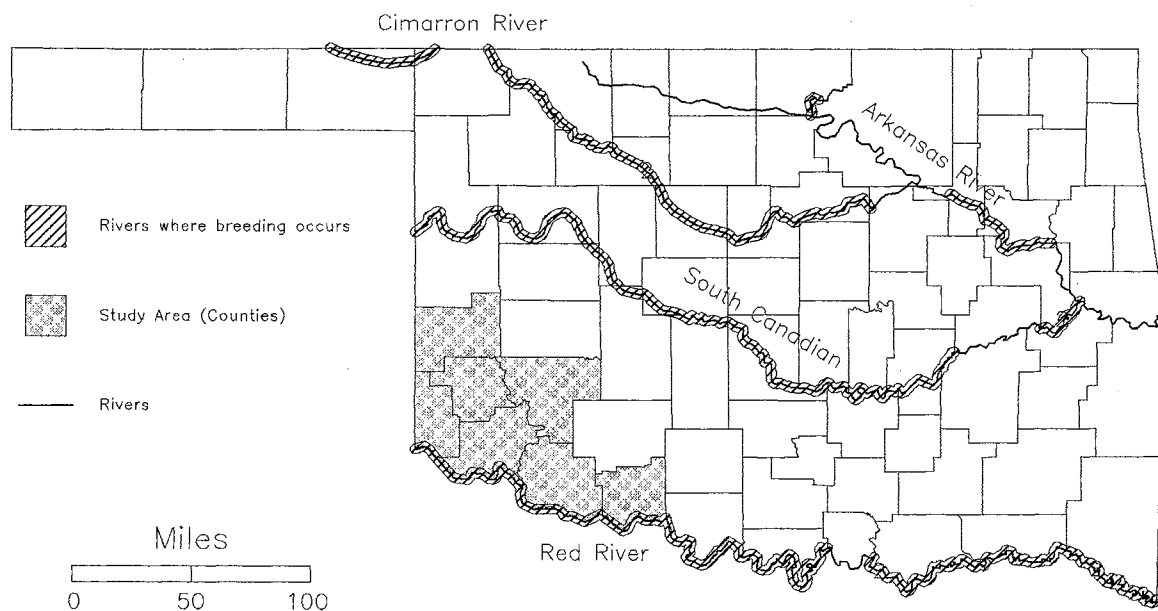 Cimarron River
Arkansas River
Rivers where breeding occurs
South Canadian
Study Area (Counties)
Rivers
Red River
Miles
0 50 100